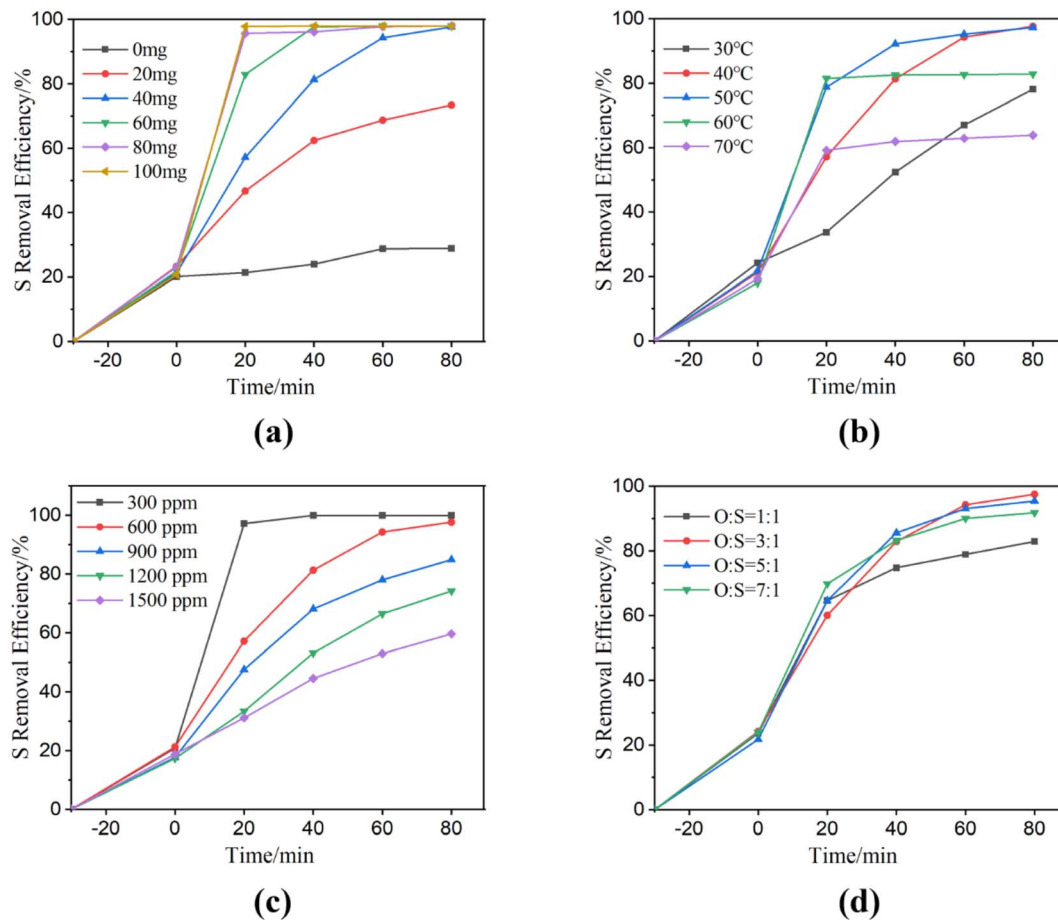 S Removal Efficiency/%
100
80
60
40
20
0
0mg
20mg
40mg
60mg
80mg
100mg
-20 0 20 40 60 80
Time/min
(a)
S Removal Efficiency/%
100
80
60
40
20
0
30°C
40°C
50°C
60°C
70°C
-20 0 20 40 60 80
Time/min
(b)
S Removal Efficiency/%
100
80
60
40
20
0
300 ppm
600 ppm
900 ppm
1200 ppm
1500 ppm
-20 0 20 40 60 80
Time/min
(c)
S Removal Efficiency/%
100
80
60
40
20
0
O:S=1:1
O:S=3:1
O:S=5:1
O:S=7:1
-20 0 20 40 60 80
Time/min
(d)